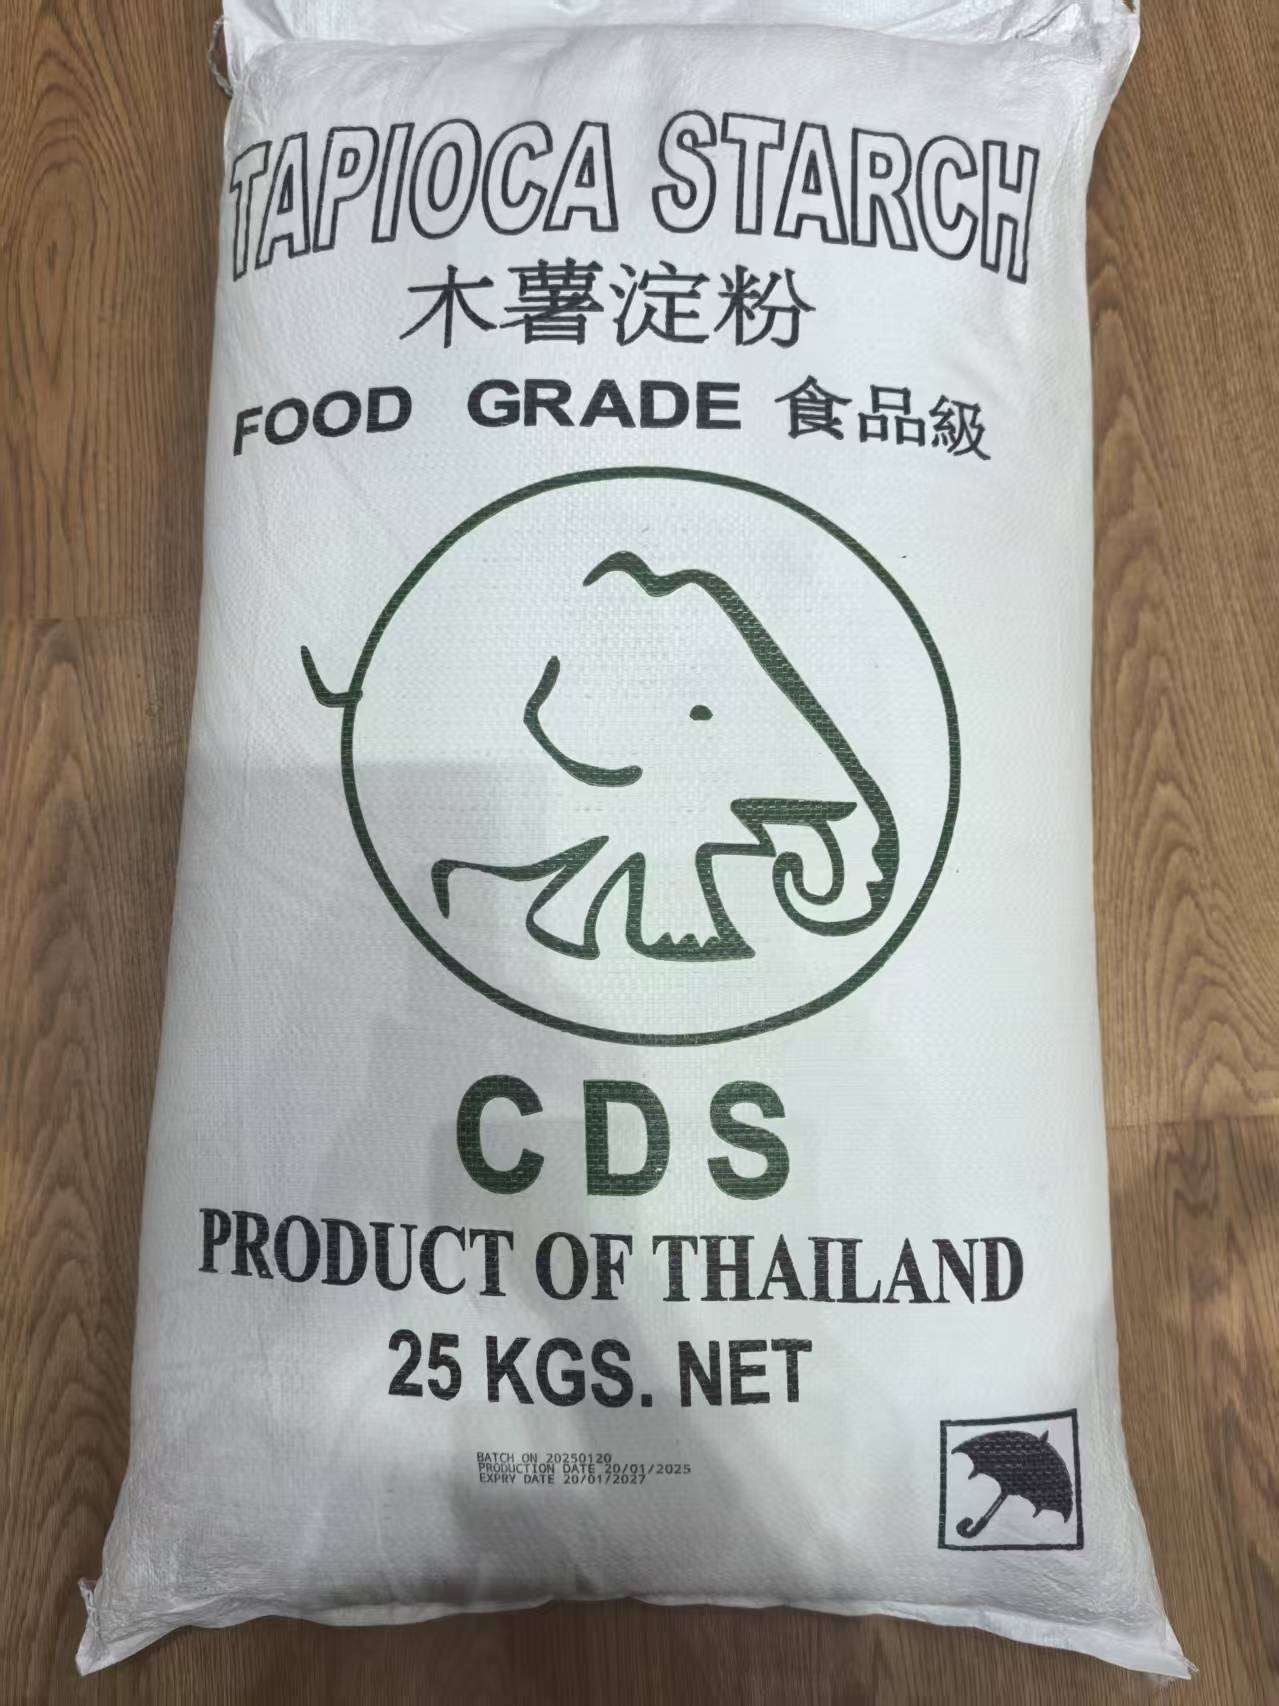 TAPIOCA STARCH
木薯淀粉
FOOD GRADE 食品級
CDS
PRODUCT OF THAILAND
25 KGS. NET
BATCH ON 20250120
PRODUCTION DATE 20/01/2025
EXPRY DATE 20/01/2027